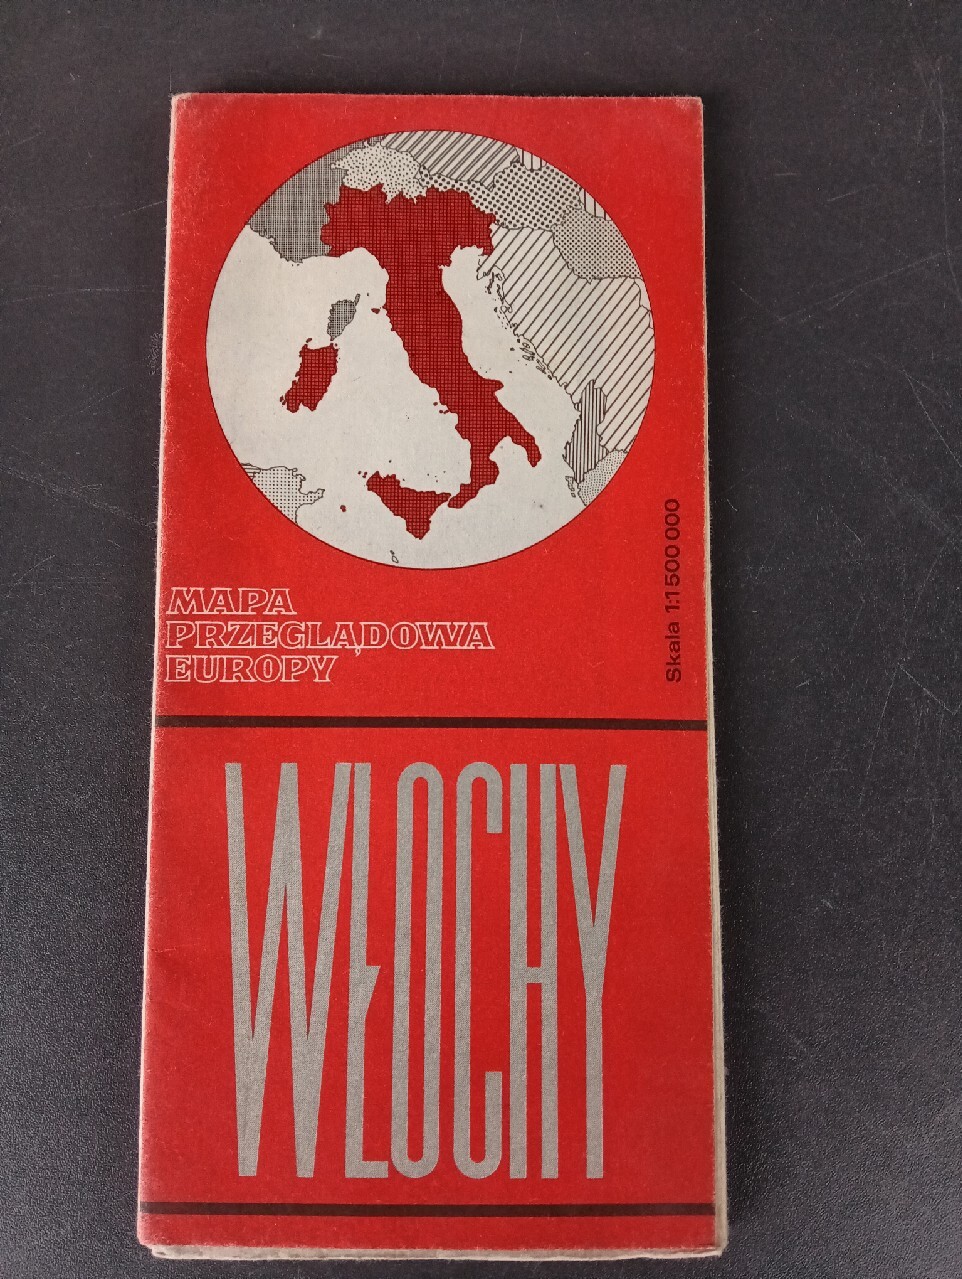 MAPA
PRZEGLĄDOWA
EUROPY
Skala 1:1 500 000
WŁOCHY